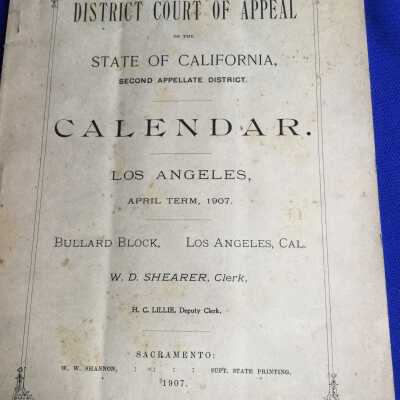 DISTRICT COURT OF APPEAL
OF THE
STATE OF CALIFORNIA,
SECOND APPELLATE DISTRICT.
CALENDAR.
LOS ANGELES,
APRIL TERM, 1907.
BULLARD BLOCK, LOS ANGELES, CAL.
W. D. SHEARER, Clerk,
H. C. LILLIE, Deputy Clerk.
SACRAMENTO:
W. W. SHANNON, : : : SUPT. STATE PRINTING.
1907.